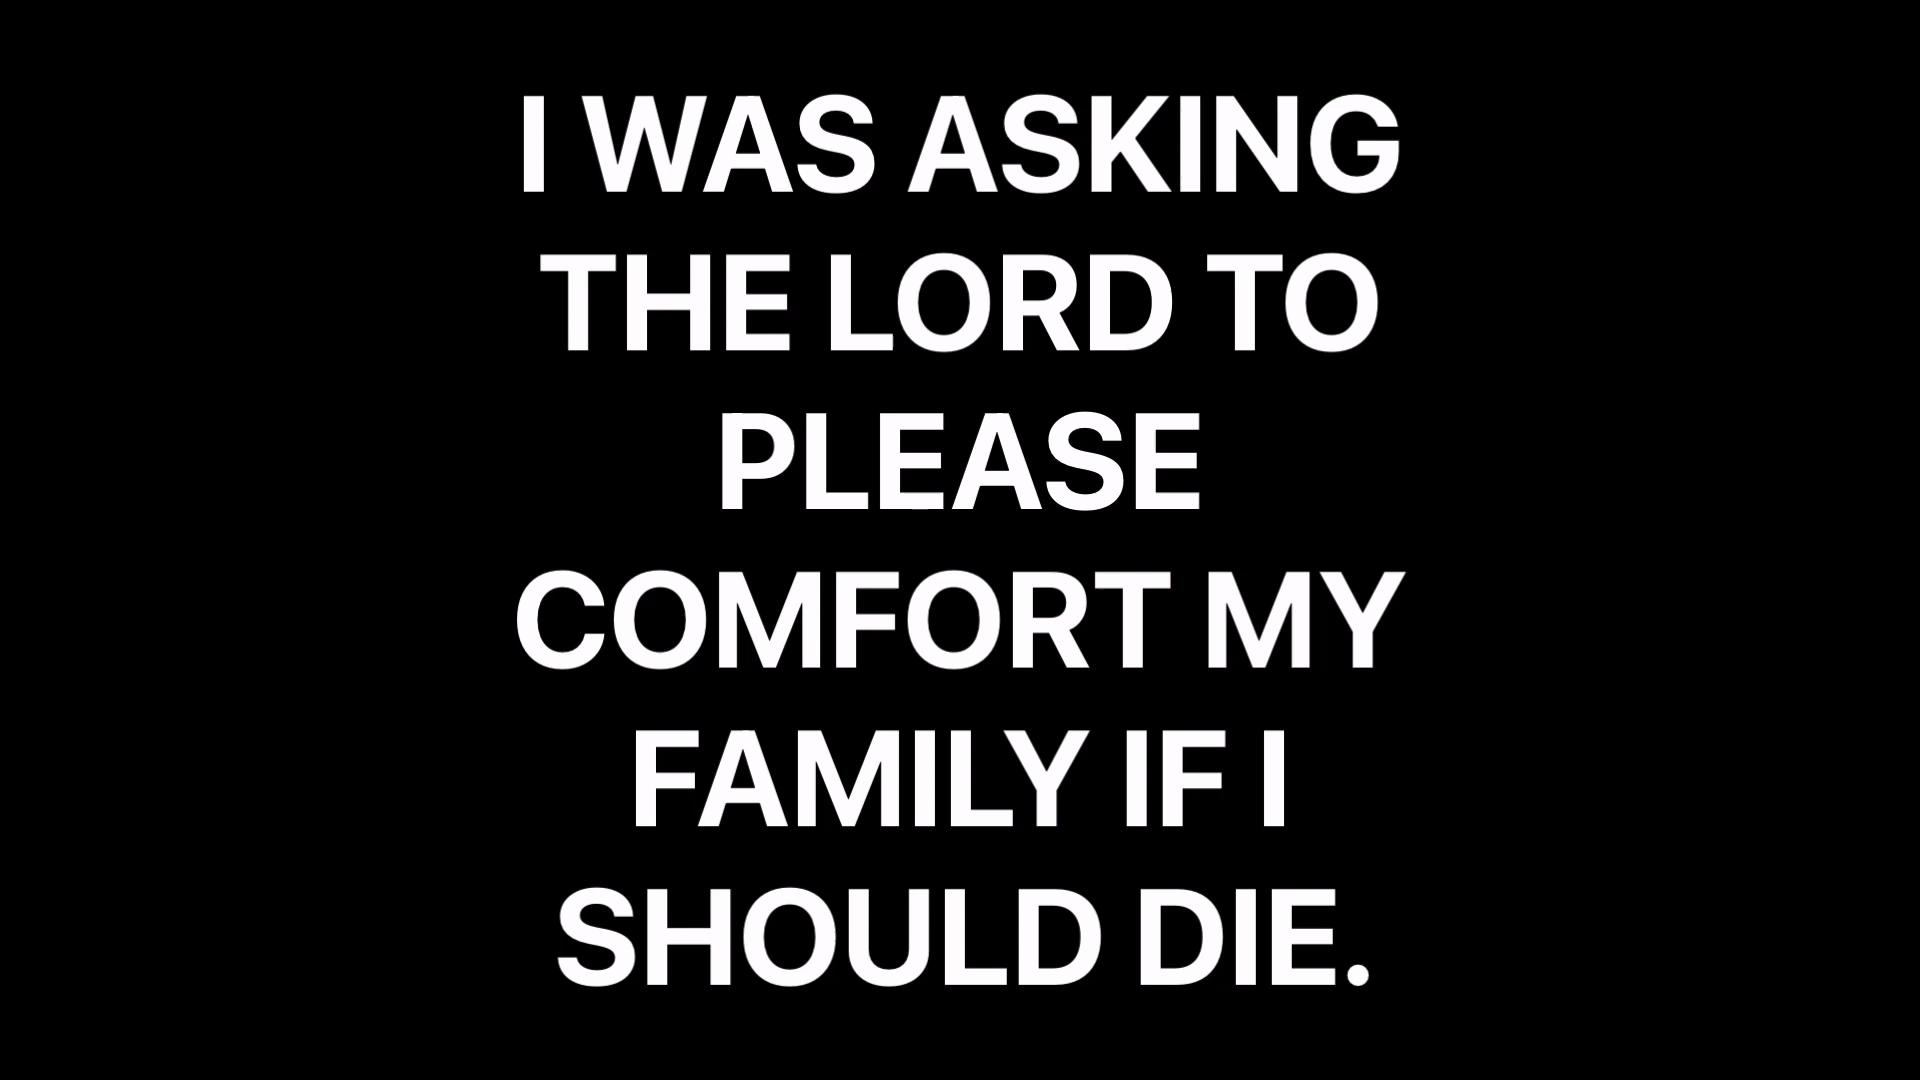 I WAS ASKING
THE LORD TO
PLEASE
COMFORT MY
FAMILY IF I
SHOULD DIE.